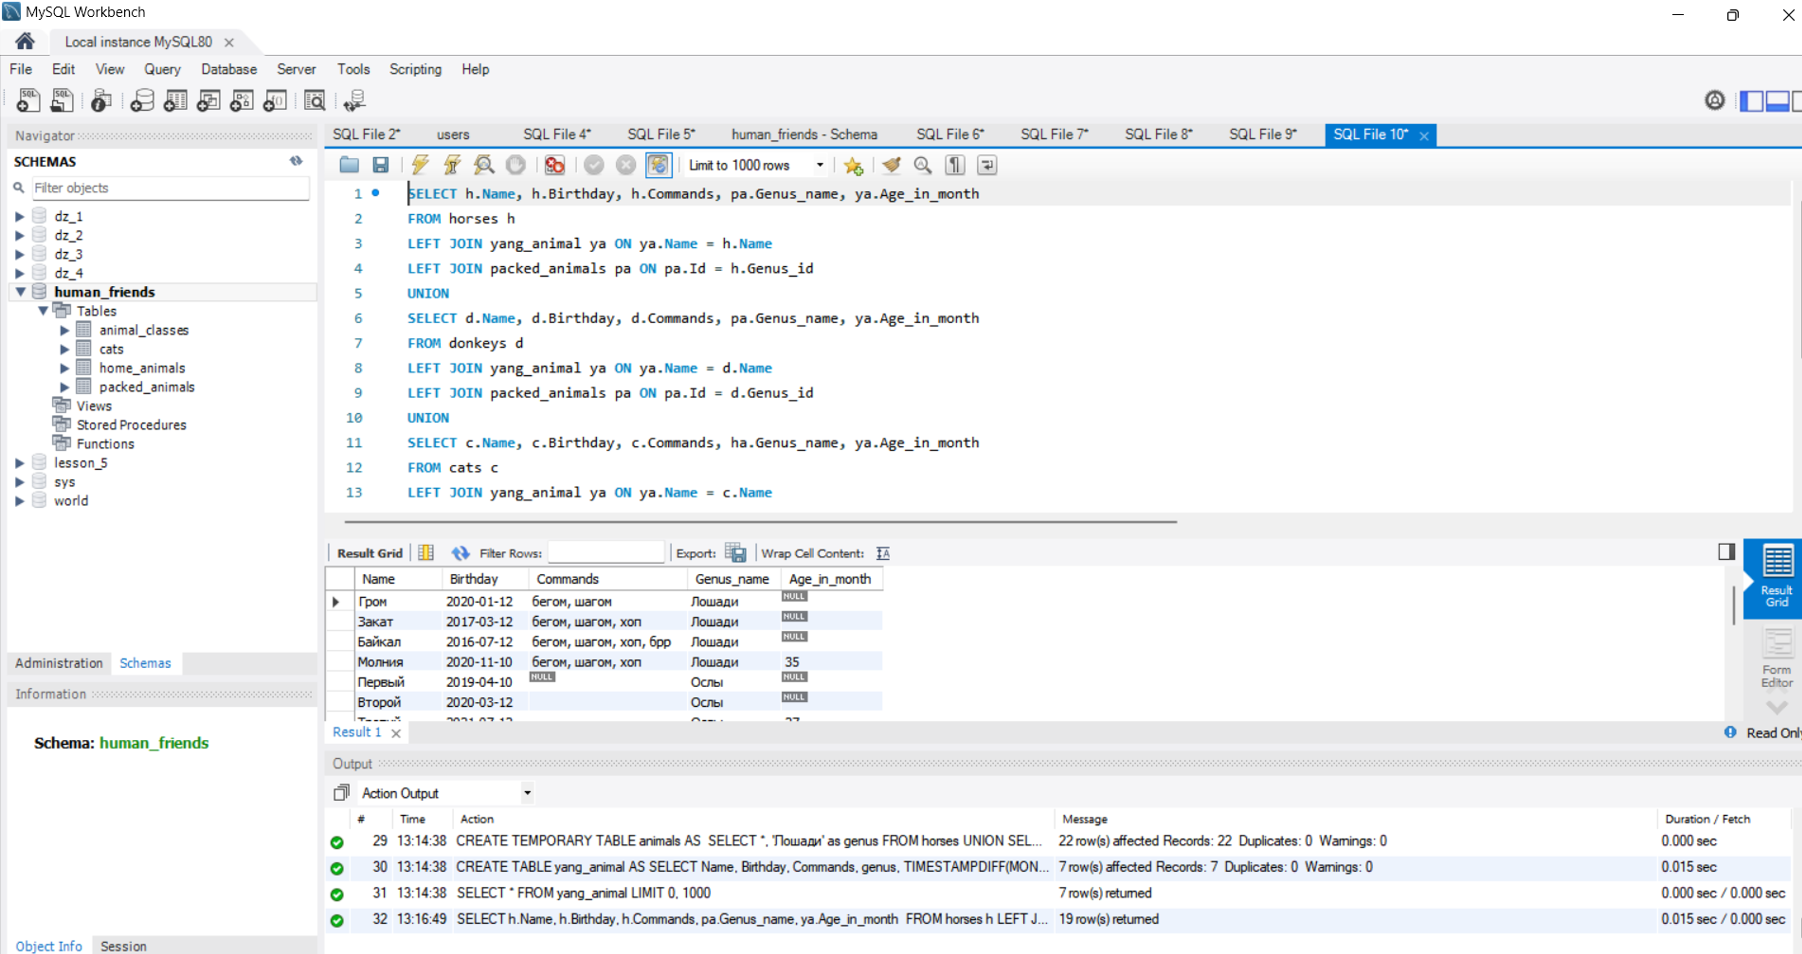 MySQL Workbench
Local instance MySQL80
File Edit View Query Database Server Tools Scripting Help
Navigator
SCHEMAS
Filter objects
dz_1
dz_2
dz_3
dz_4
human_friends
Tables
animal_classes
cats
home_animals
packed_animals
Views
Stored Procedures
Functions
lesson_5
sys
world
Administration Schemas
Information
Schema: human_friends
Object Info Session
SQL File 2* users SQL File 4* SQL File 5* human_friends - Schema SQL File 6* SQL File 7* SQL File 8* SQL File 9* SQL File 10*
Limit to 1000 rows
1 SELECT h.Name, h.Birthday, h.Commands, pa.Genus_name, ya.Age_in_month
2 FROM horses h
3 LEFT JOIN yang_animal ya ON ya.Name = h.Name
4 LEFT JOIN packed_animals pa ON pa.Id = h.Genus_id
5 UNION
6 SELECT d.Name, d.Birthday, d.Commands, pa.Genus_name, ya.Age_in_month
7 FROM donkeys d
8 LEFT JOIN yang_animal ya ON ya.Name = d.Name
9 LEFT JOIN packed_animals pa ON pa.Id = d.Genus_id
10 UNION
11 SELECT c.Name, c.Birthday, c.Commands, ha.Genus_name, ya.Age_in_month
12 FROM cats c
13 LEFT JOIN yang_animal ya ON ya.Name = c.Name
Result Grid Filter Rows: Export: Wrap Cell Content:
Name Birthday Commands Genus_name Age_in_month
Гром 2020-01-12 бегом, шагом Лошади NULL
Закат 2017-03-12 бегом, шагом, хоп Лошади NULL
Байкал 2016-07-12 бегом, шагом, хоп, брр Лошади NULL
Молния 2020-11-10 бегом, шагом, хоп Лошади 35
Первый 2019-04-10 NULL Ослы NULL
Второй 2020-03-12 Ослы NULL
Result Grid
Form Editor
Result 1
Read Onl
Output
Action Output
# Time Action Message Duration / Fetch
29 13:14:38 CREATE TEMPORARY TABLE animals AS SELECT *, 'Лошади' as genus FROM horses UNION SEL... 22 row(s) affected Records: 22 Duplicates: 0 Warnings: 0 0.000 sec
30 13:14:38 CREATE TABLE yang_animal AS SELECT Name, Birthday, Commands, genus, TIMESTAMPDIFF(MON... 7 row(s) affected Records: 7 Duplicates: 0 Warnings: 0 0.015 sec
31 13:14:38 SELECT * FROM yang_animal LIMIT 0, 1000 7 row(s) returned 0.000 sec / 0.000 sec
32 13:16:49 SELECT h.Name, h.Birthday, h.Commands, pa.Genus_name, ya.Age_in_month FROM horses h LEFT J... 19 row(s) returned 0.015 sec / 0.000 sec